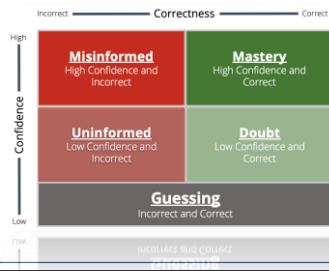 Incorrect Correctness Correct
High
Confidence
Low
Misinformed
High Confidence and
Incorrect
Mastery
High Confidence and
Correct
Uninformed
Low Confidence and
Incorrect
Doubt
Low Confidence and
Correct
Guessing
Incorrect and Correct